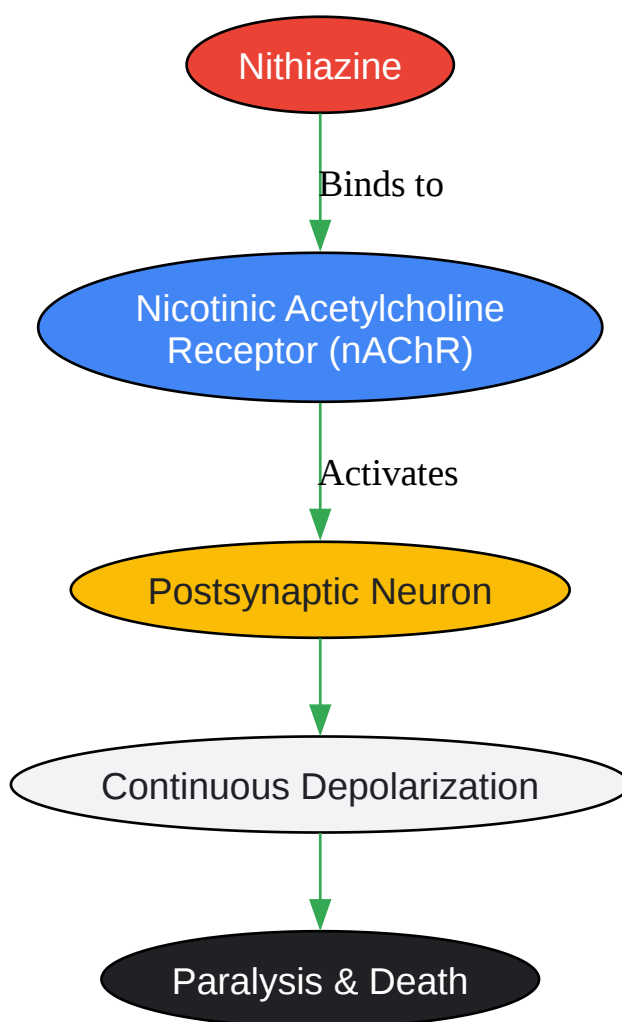 Nithiazine
Binds to
Nicotinic Acetylcholine
Receptor (nAChR)
Activates
Postsynaptic Neuron
Continuous Depolarization
Paralysis & Death